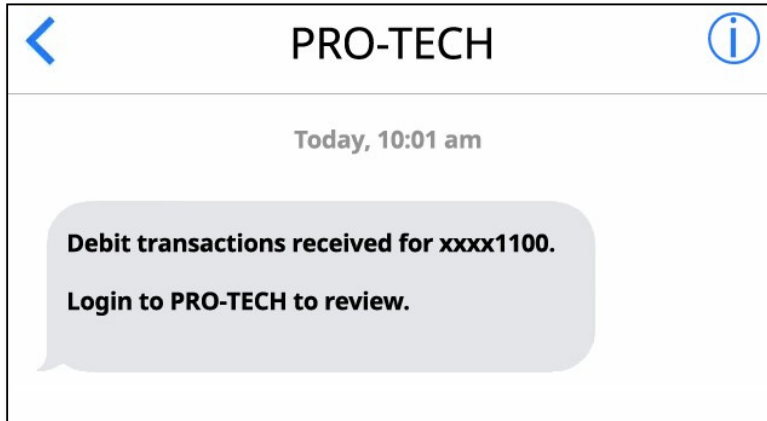 PRO-TECH
Today, 10:01 am
Debit transactions received for xxxx1100.
Login to PRO-TECH to review.